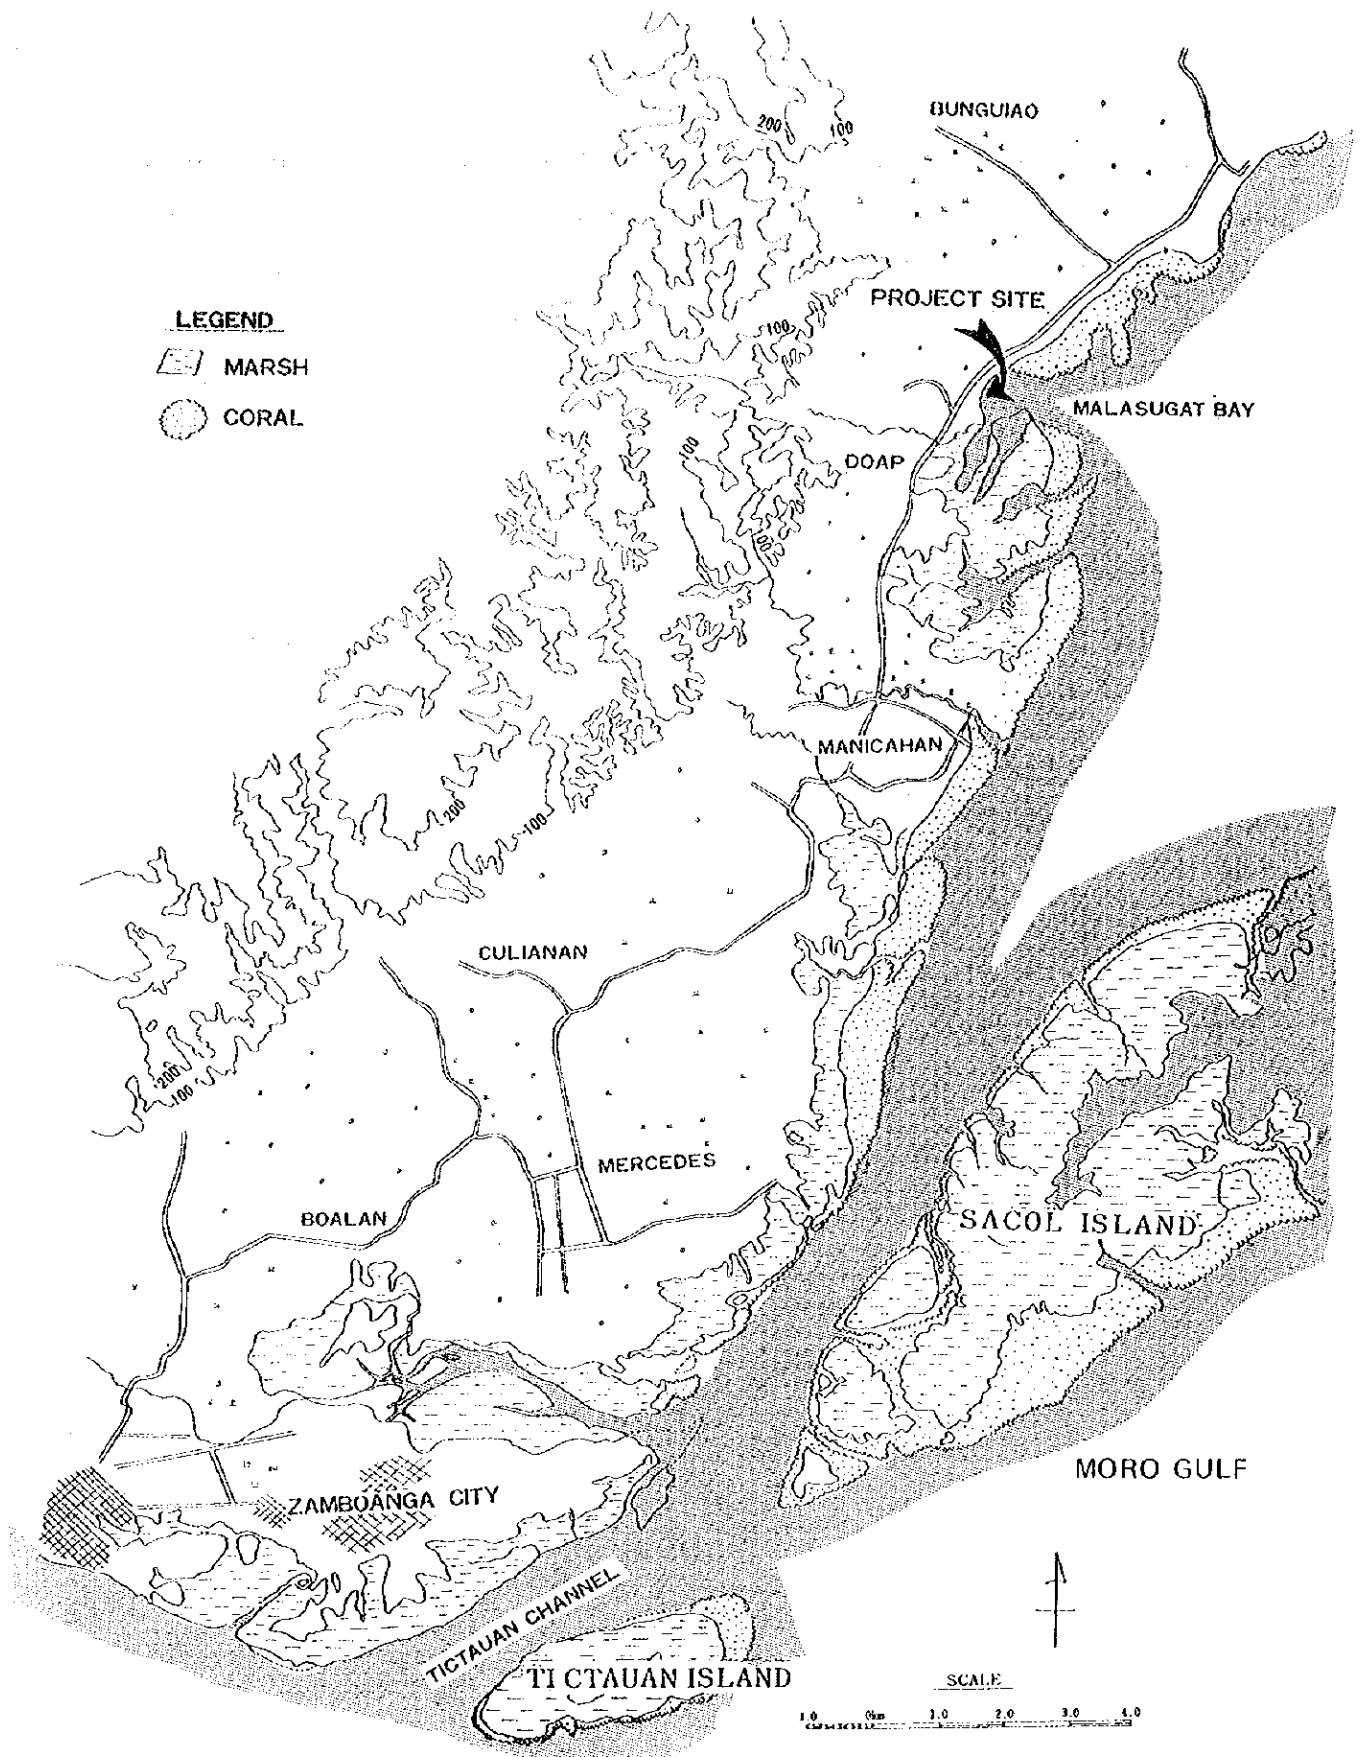 BUNGUIAO
200
100
PROJECT SITE
LEGEND
MARSH
CORAL
100
MALASUGAT BAY
100
DOAP
100
MANICAHAN
200
100
CULIANAN
200
100
MERCEDES
BOALAN
SACOL ISLAND
MORO GULF
ZAMBOANGA CITY
TICTAUAN CHANNEL
TICTAUAN ISLAND
SCALE
1.0 0km 1.0 2.0 3.0 4.0